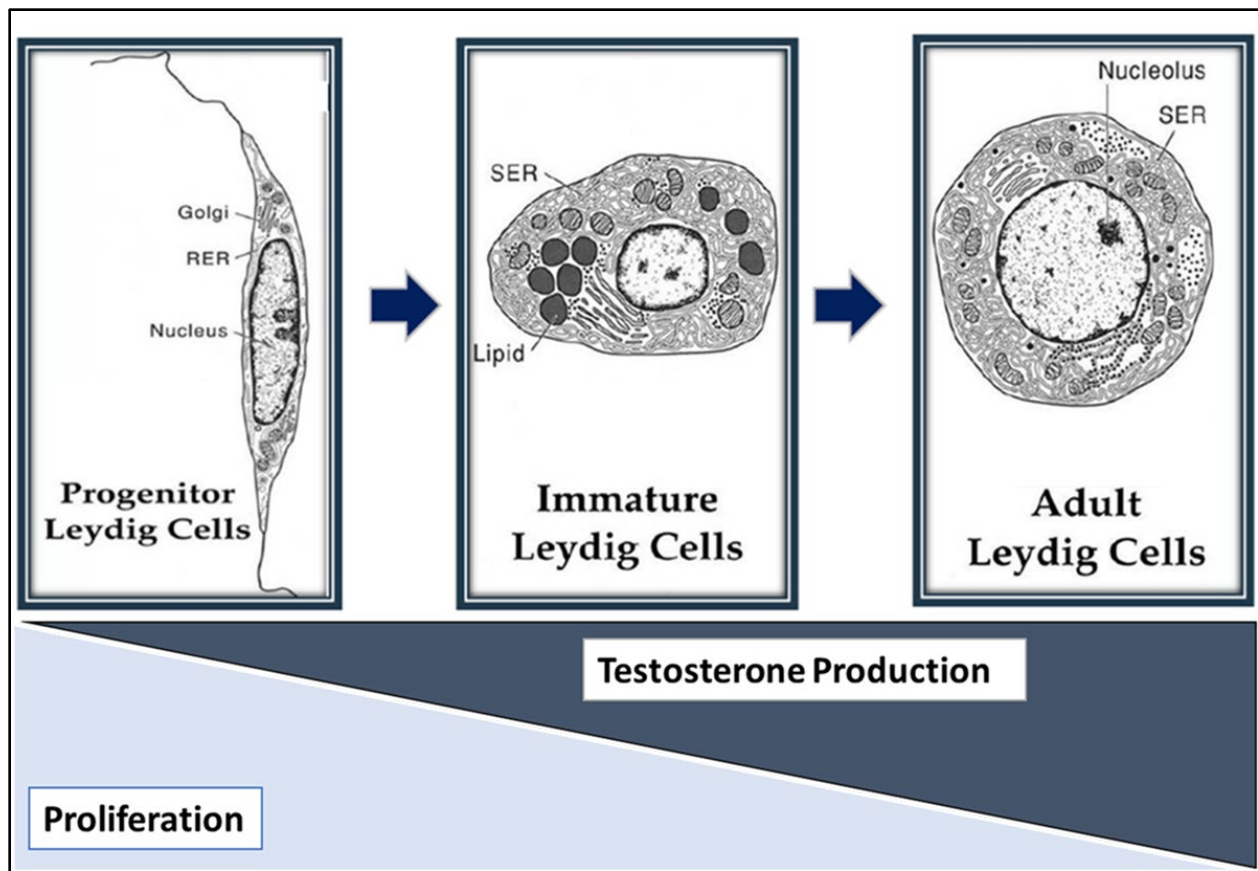 Golgi
RER
Nucleus
Progenitor
Leydig Cells
SER
Lipid
Immature
Leydig Cells
Nucleolus
SER
Adult
Leydig Cells
Testosterone Production
Proliferation